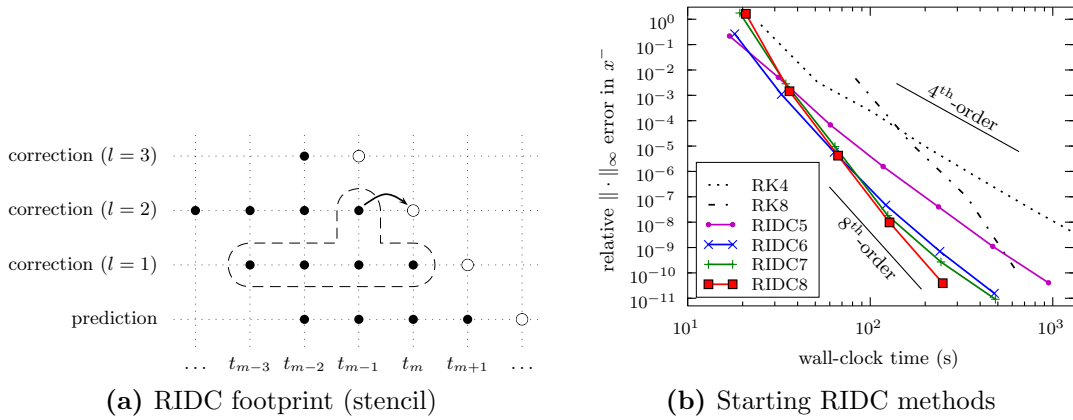 correction (l = 3)
correction (l = 2)
correction (l = 1)
prediction
... t_{m−3} t_{m−2} t_{m−1} t_m t_{m+1} ...
(a) RIDC footprint (stencil)
relative ∥ · ∥_∞ error in x^−
10^0
10^{-1}
10^{-2}
10^{-3}
10^{-4}
10^{-5}
10^{-6}
10^{-7}
10^{-8}
10^{-9}
10^{-10}
10^{-11}
4^{th}-order
8^{th}-order
RK4
RK8
RIDC5
RIDC6
RIDC7
RIDC8
10^1 10^2 10^3
wall-clock time (s)
(b) Starting RIDC methods